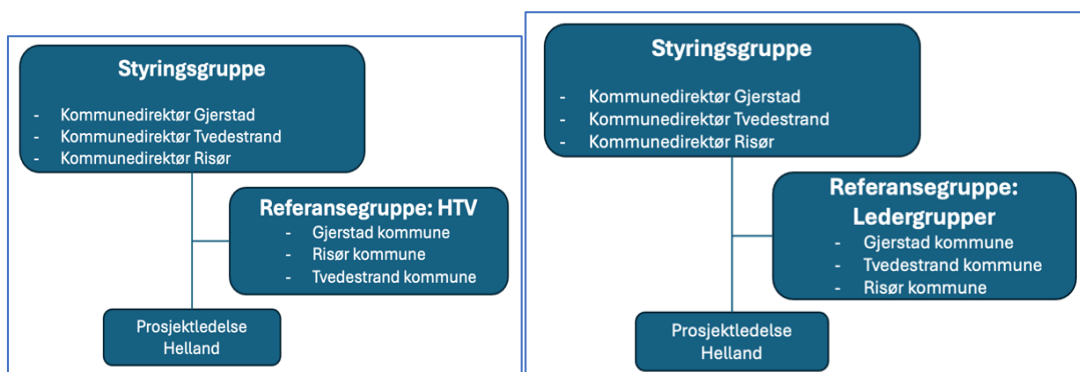 Styringsgruppe
- Kommunedirektør Gjerstad
- Kommunedirektør Tvedestrand
- Kommunedirektør Risør
Referansegruppe: HTV
- Gjerstad kommune
- Risør kommune
- Tvedestrand kommune
Prosjektledelse
Helland
Styringsgruppe
- Kommunedirektør Gjerstad
- Kommunedirektør Tvedestrand
- Kommunedirektør Risør
Referansegruppe:
Ledergrupper
- Gjerstad kommune
- Tvedestrand kommune
- Risør kommune
Prosjektledelse
Helland